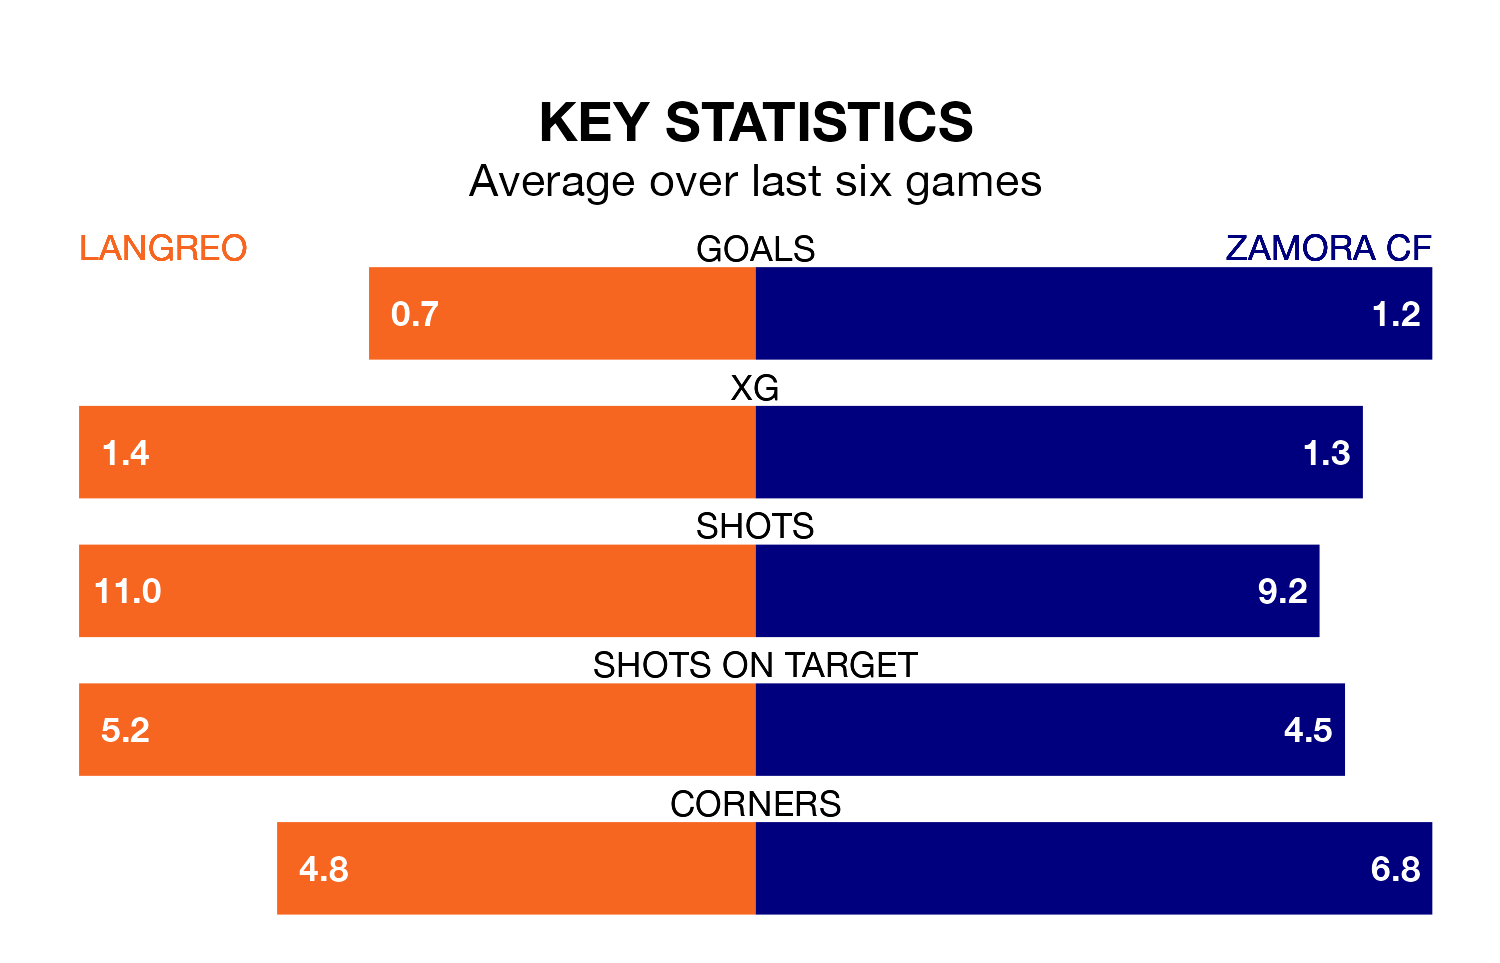 KEY STATISTICS
Average over last six games
LANGREO GOALS ZAMORA CF
0.7 1.2
XG
1.4 1.3
SHOTS
11.0 9.2
SHOTS ON TARGET
5.2 4.5
CORNERS
4.8 6.8